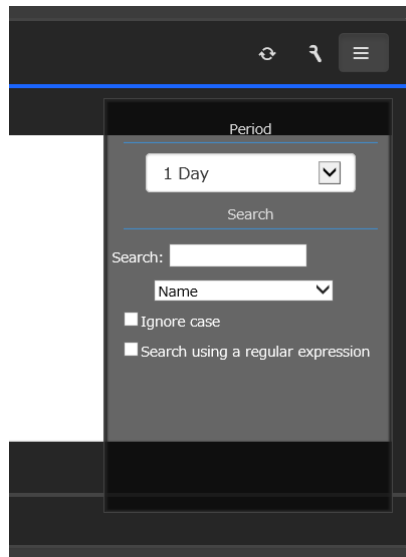 Period
1 Day
Search
Search:
Name
Ignore case
Search using a regular expression